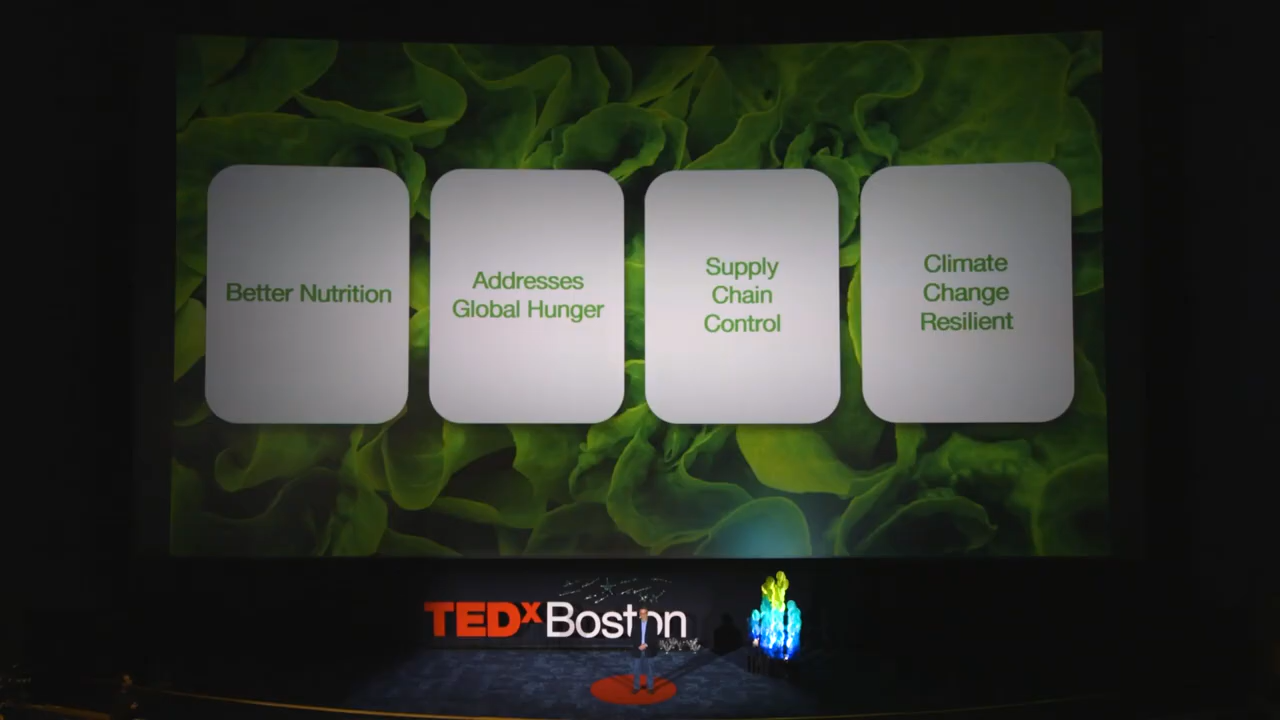 Better Nutrition
Addresses
Global Hunger
Supply
Chain
Control
Climate
Change
Resilient
TEDxBoston